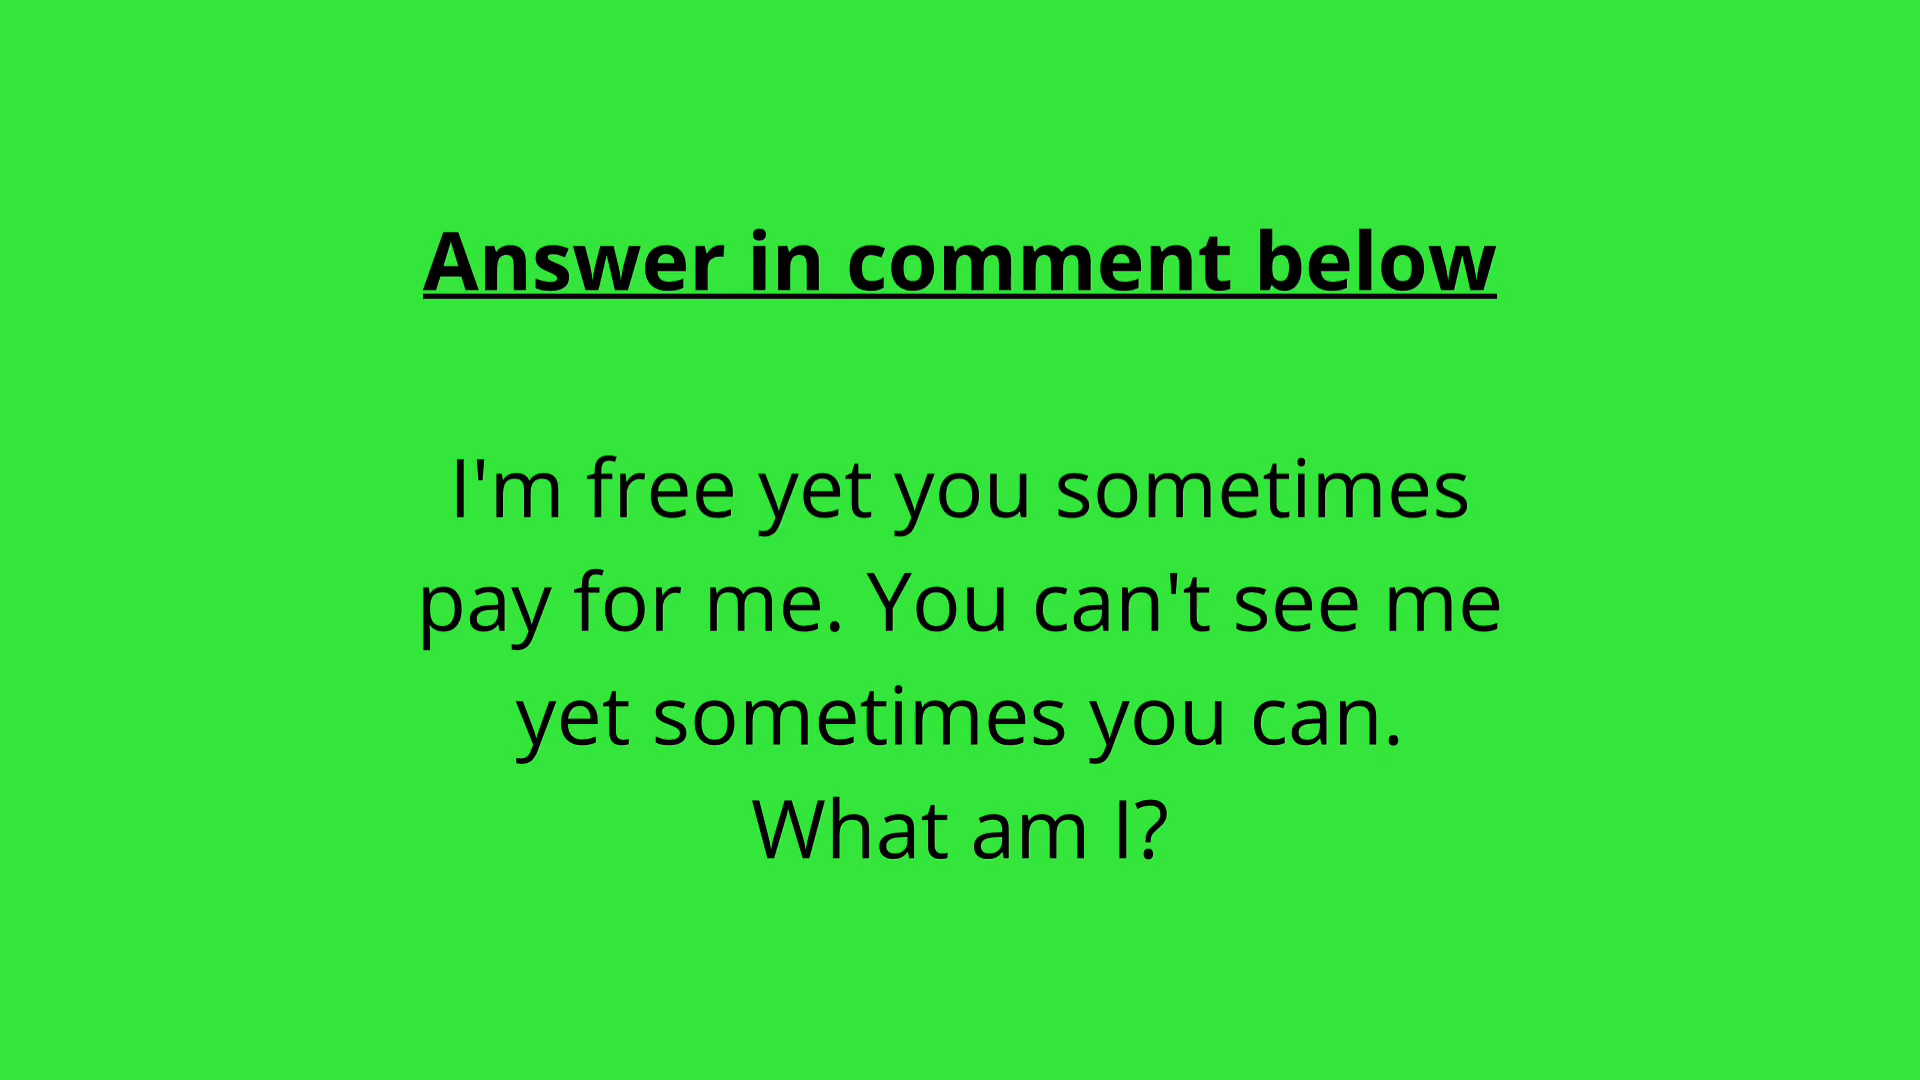 Answer in comment below
I'm free yet you sometimes
pay for me. You can't see me
yet sometimes you can.
What am I?